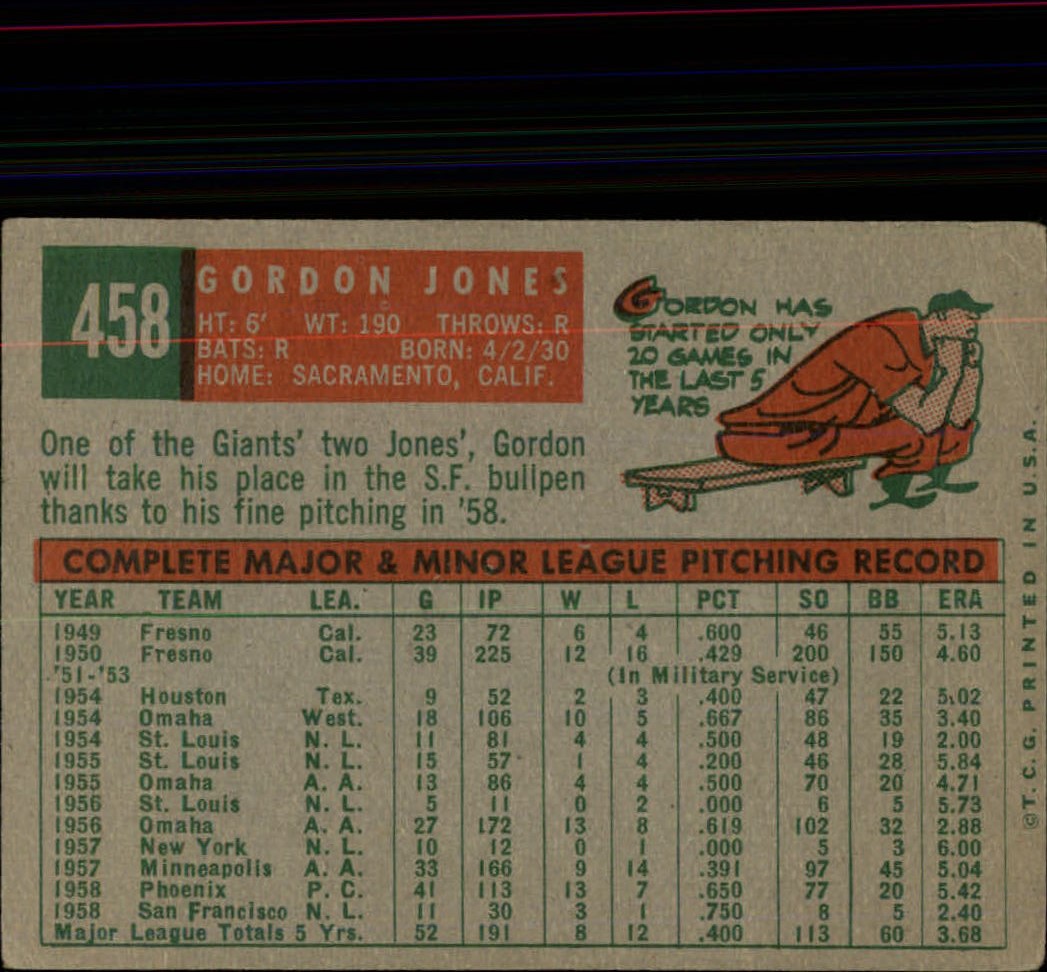 458
GORDON JONES
HT: 6' WT: 190 THROWS: R
BATS: R BORN: 4/2/30
HOME: SACRAMENTO, CALIF.
GORDON HAS
STARTED ONLY
20 GAMES IN
THE LAST 5
YEARS
One of the Giants' two Jones', Gordon
will take his place in the S.F. bullpen
thanks to his fine pitching in '58.
COMPLETE MAJOR & MINOR LEAGUE PITCHING RECORD
YEAR TEAM LEA. G IP W L PCT SO BB ERA
1949 Fresno Cal. 23 72 6 4 .600 46 55 5.13
1950 Fresno Cal. 39 225 12 16 .429 200 150 4.60
'51-'53 (In Military Service)
1954 Houston Tex. 9 52 2 3 .400 47 22 5.02
1954 Omaha West. 18 106 10 5 .667 86 35 3.40
1954 St. Louis N. L. 11 81 4 4 .500 48 19 2.00
1955 St. Louis N. L. 15 57 1 4 .200 46 28 5.84
1955 Omaha A. A. 13 86 4 4 .500 70 20 4.71
1956 St. Louis N. L. 5 11 0 2 .000 6 5 5.73
1956 Omaha A. A. 27 172 13 8 .619 102 32 2.88
1957 New York N. L. 10 12 0 1 .000 5 3 6.00
1957 Minneapolis A. A. 33 166 9 14 .391 97 45 5.04
1958 Phoenix P. C. 41 113 13 7 .650 77 20 5.42
1958 San Francisco N. L. 11 30 3 1 .750 8 5 2.40
Major League Totals 5 Yrs. 52 191 8 12 .400 113 60 3.68
©T. C. G. PRINTED IN U.S.A.